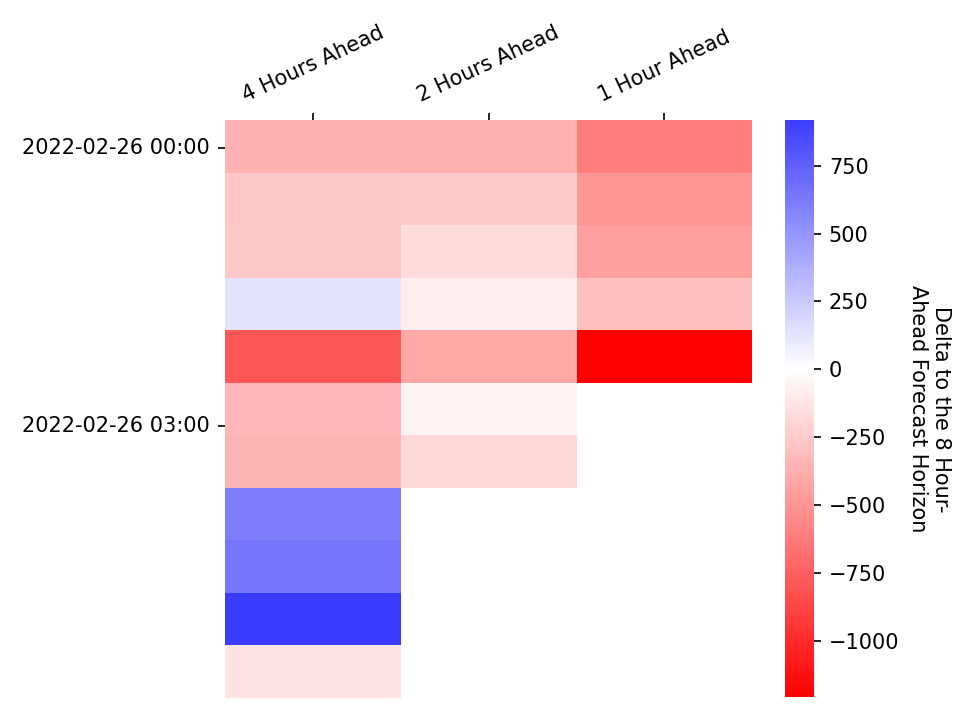 4 Hours Ahead
2 Hours Ahead
1 Hour Ahead
2022-02-26 00:00
2022-02-26 03:00
750
500
250
0
−250
−500
−750
−1000
Delta to the 8 Hour-
Ahead Forecast Horizon